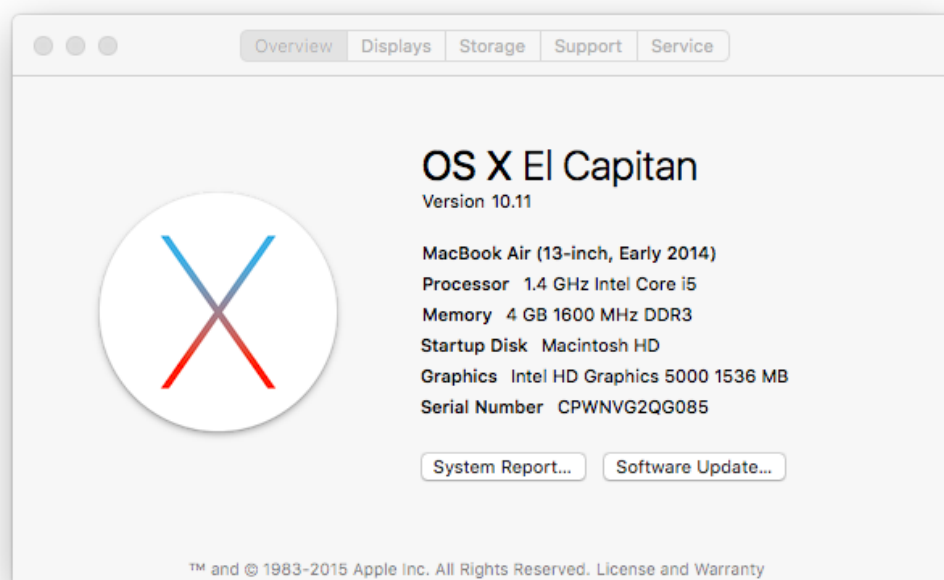 Overview Displays Storage Support Service
OS X El Capitan
Version 10.11
MacBook Air (13-inch, Early 2014)
Processor 1.4 GHz Intel Core i5
Memory 4 GB 1600 MHz DDR3
Startup Disk Macintosh HD
Graphics Intel HD Graphics 5000 1536 MB
Serial Number CPWNVG2QG085
System Report... Software Update...
™ and © 1983-2015 Apple Inc. All Rights Reserved. License and Warranty